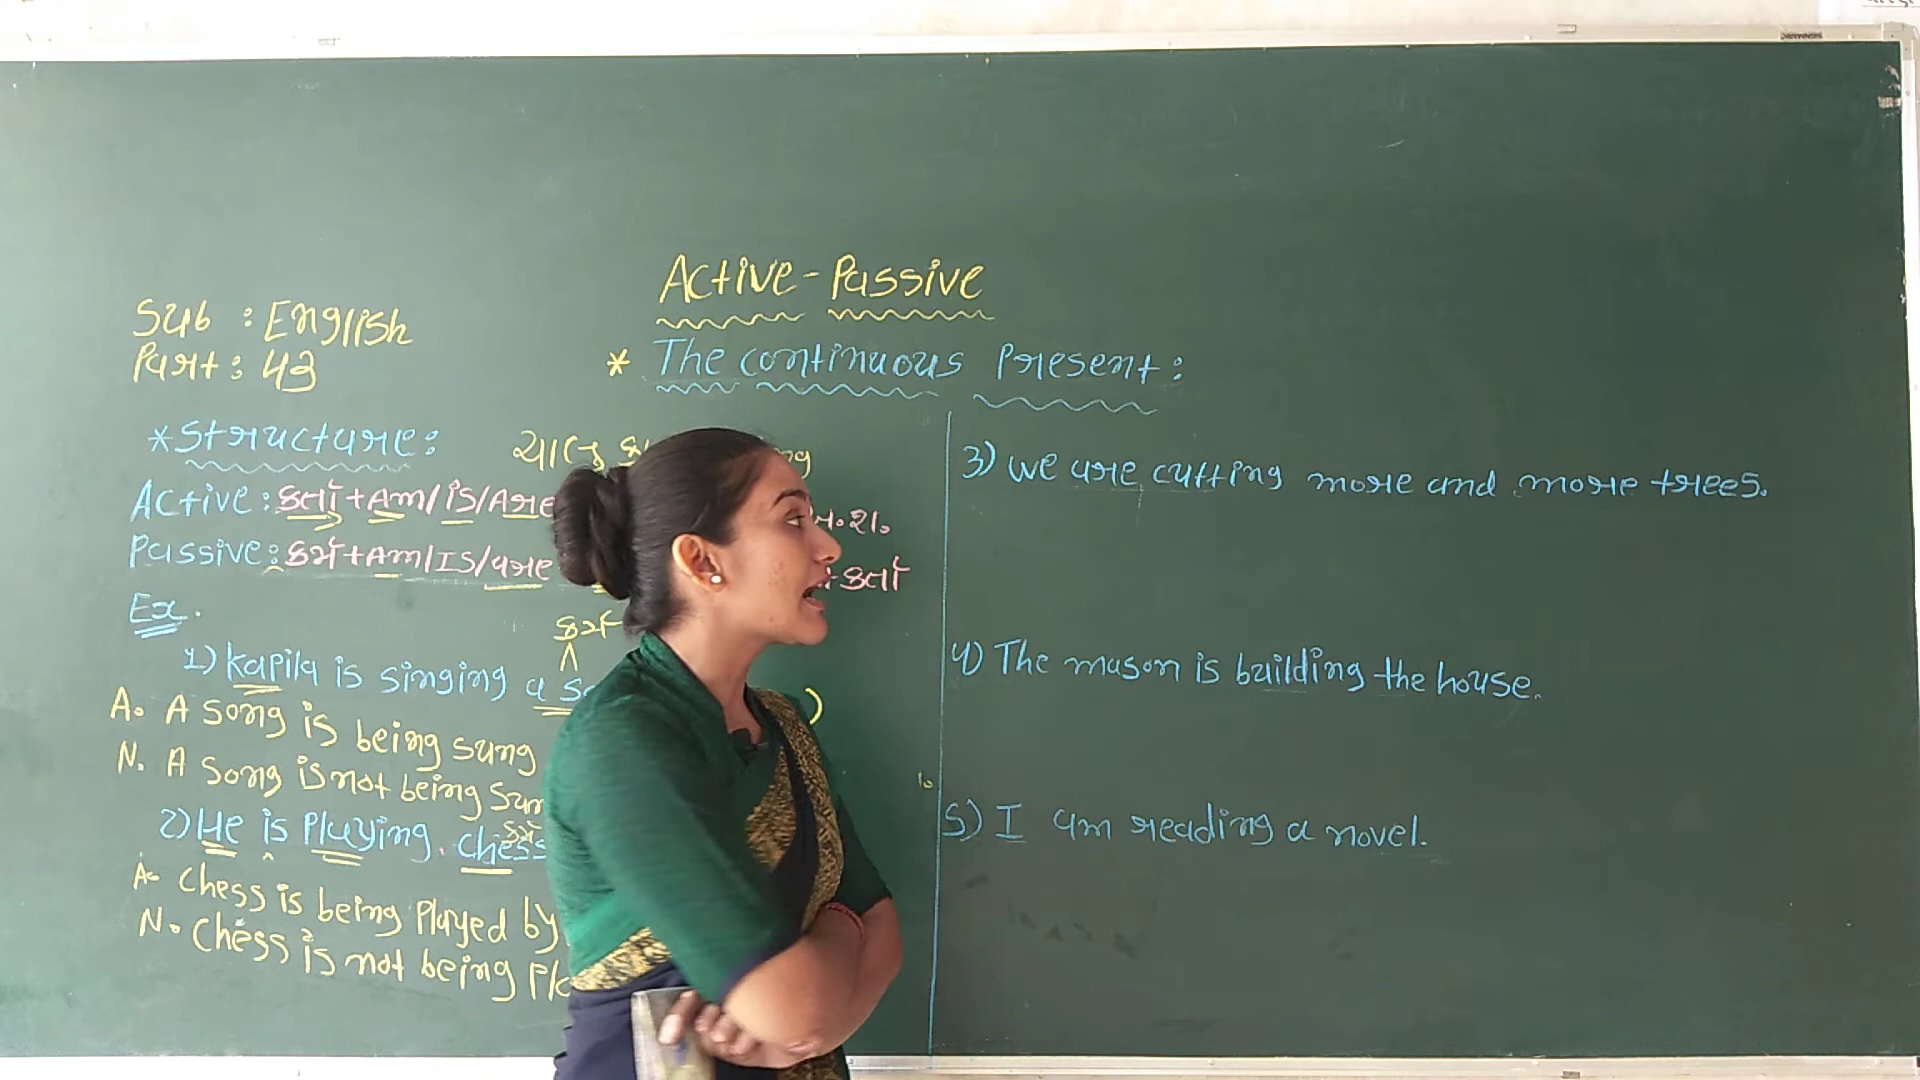 Active-Passive
Sub : English
Part : 43
* The continuous Present :
* Structure :
ચાલુ
Active : કર્તા + Am/is/Are
Passive : કર્મ + Am/IS/are
કર્તા
Ex.
કર્મ
1) Kapila is singing a
A. A song is being sung
N. A song is not being
2) He is Playing chess
કર્મ
A. Chess is being Played by
N. Chess is not being
3) We are cutting more and more trees.
4) The mason is building the house.
5) I am reading a novel.